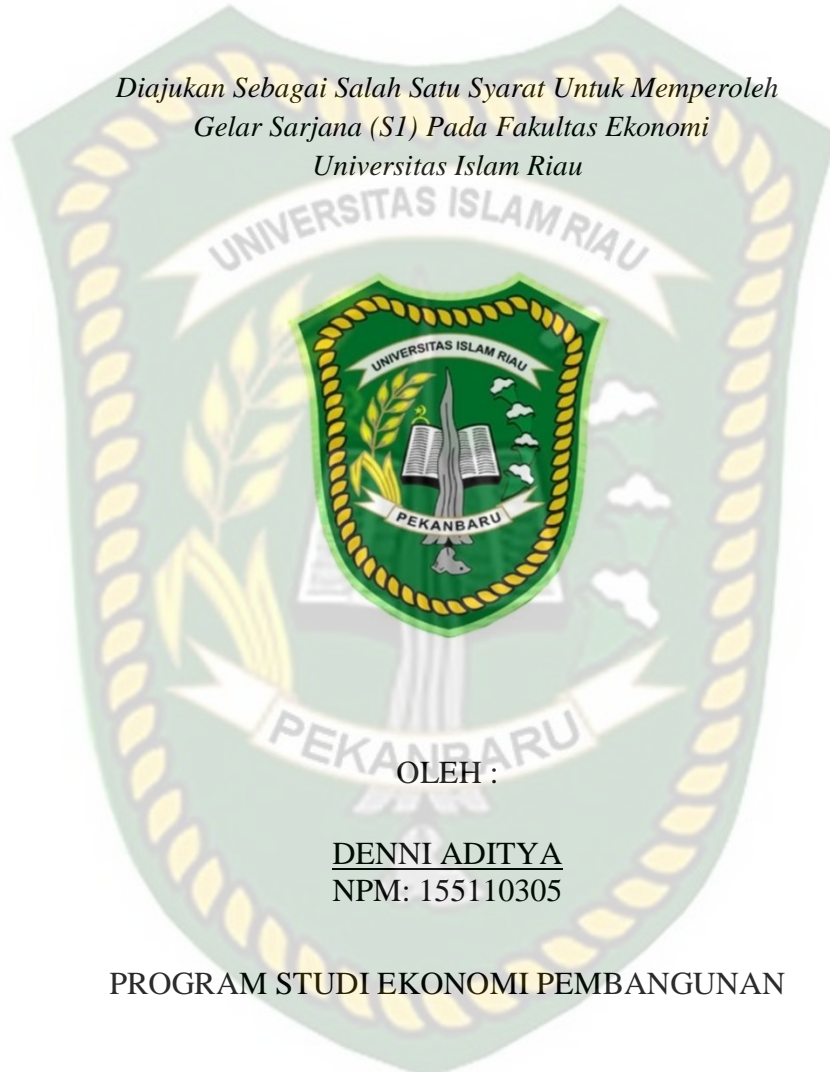 Diajukan Sebagai Salah Satu Syarat Untuk Memperoleh
Gelar Sarjana (S1) Pada Fakultas Ekonomi
Universitas Islam Riau
UNIVERSITAS ISLAM RIAU
UNIVERSITAS ISLAM RIAU
PEKANBARU
PEKANBARU
OLEH :
DENNI ADITYA
NPM: 155110305
PROGRAM STUDI EKONOMI PEMBANGUNAN